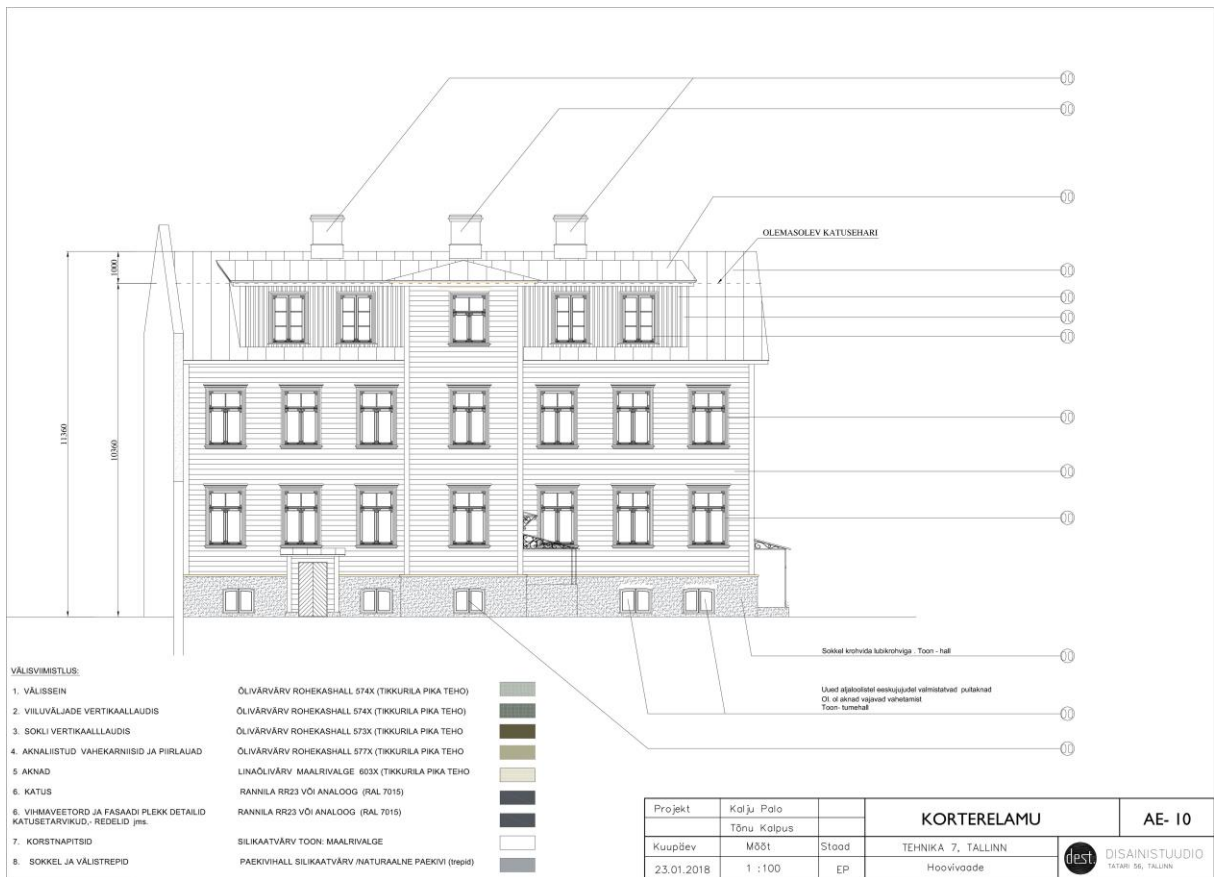 OLEMASOLEV KATUSEHARI
1000
11360
10360
Sokkel krohvida lubikrohviga . Toon - hall
Uued ajaloolistel eeskujudel valmistatvad puitaknad
Ol. ol aknad vajavad vahetamist
Toon- tumehall
VÄLISVIIMISTLUS:
1. VÄLISSEIN ÕLIVÄRVÄRV ROHEKASHALL 574X (TIKKURILA PIKA TEHO)
2. VIILUVÄLJADE VERTIKAALLAUDIS ÕLIVÄRVÄRV ROHEKASHALL 574X (TIKKURILA PIKA TEHO)
3. SOKLI VERTIKAALLLAUDIS ÕLIVÄRVÄRV ROHEKASHALL 573X (TIKKURILA PIKA TEHO
4. AKNALIISTUD VAHEKARNIISID JA PIIRLAUAD ÕLIVÄRVÄRV ROHEKASHALL 577X (TIKKURILA PIKA TEHO
5 AKNAD LINAÕLIVÄRV MAALRIVALGE 603X (TIKKURILA PIKA TEHO
6. KATUS RANNILA RR23 VÕI ANALOOG (RAL 7015)
6. VIHMAVEETORD JA FASAADI PLEKK DETAILID RANNILA RR23 VÕI ANALOOG (RAL 7015)
KATUSETARVIKUD,- REDELID jms.
7. KORSTNAPITSID SILIKAATVÄRV TOON: MAALRIVALGE
8. SOKKEL JA VÄLISTREPID PAEKIVIHALL SILIKAATVÄRV /NATURAALNE PAEKIVI (trepid)
Projekt Kalju Palo KORTERELAMU AE- 10
Tõnu Kalpus
Kuupäev Mõõt Staad TEHNIKA 7, TALLINN
23.01.2018 1 :100 EP Hoovivaade
dest. DISAINISTUUDIO
TATARI 56, TALLINN